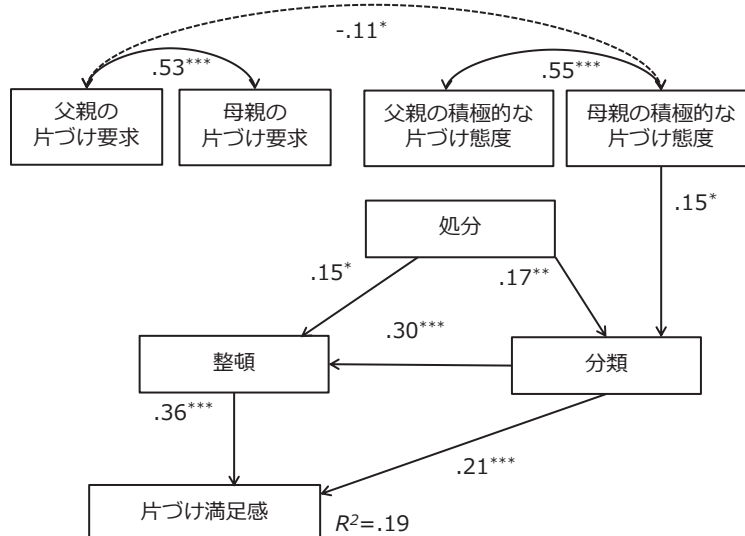 -.11*
.53***
.55***
父親の
片づけ要求
母親の
片づけ要求
父親の積極的な
片づけ態度
母親の積極的な
片づけ態度
.15*
処分
.15*
.17**
.30***
整頓
分類
.36***
.21***
片づけ満足感
R²=.19